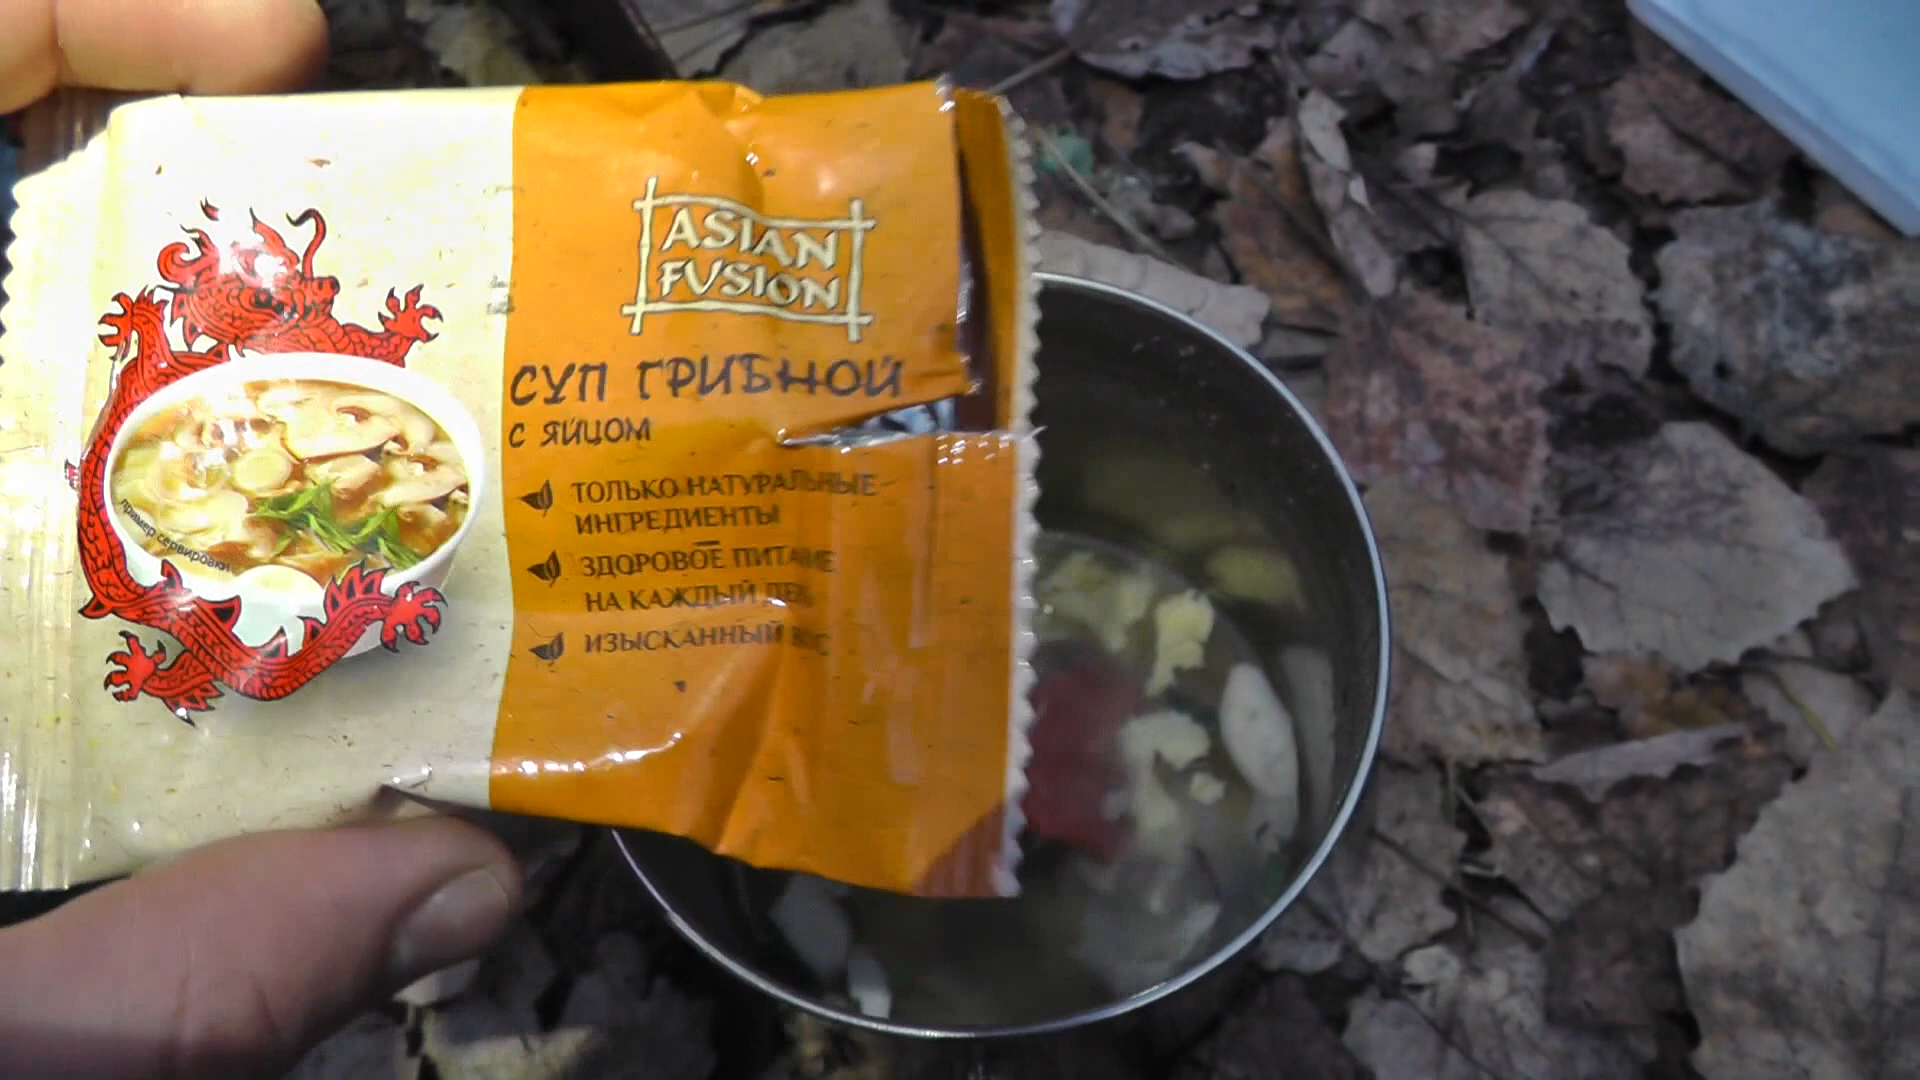 ASIAN
FUSION
СУП ГРИБНОЙ
С ЯЙЦОМ
ТОЛЬКО НАТУРАЛЬНЫЕ
ИНГРЕДИЕНТЫ
ЗДОРОВОЕ ПИТАНИЕ
НА КАЖДЫЙ
ИЗЫСКАННЫЙ
пример сервировки